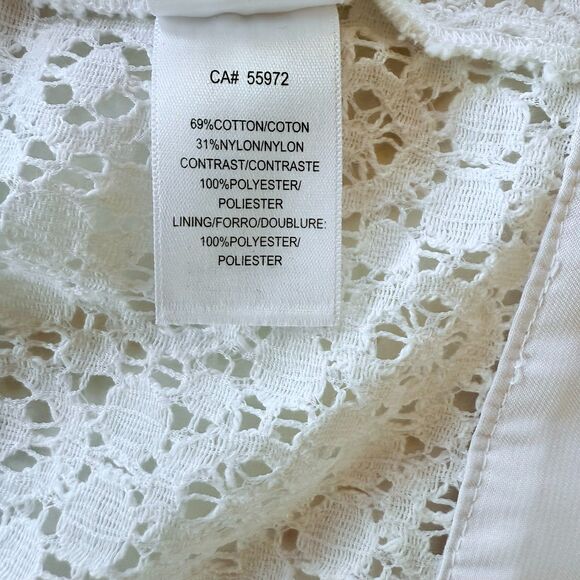 CA# 55972
69%COTTON/COTON
31%NYLON/NYLON
CONTRAST/CONTRASTE
100%POLYESTER/
POLIESTER
LINING/FORRO/DOUBLURE:
100%POLYESTER/
POLIESTER